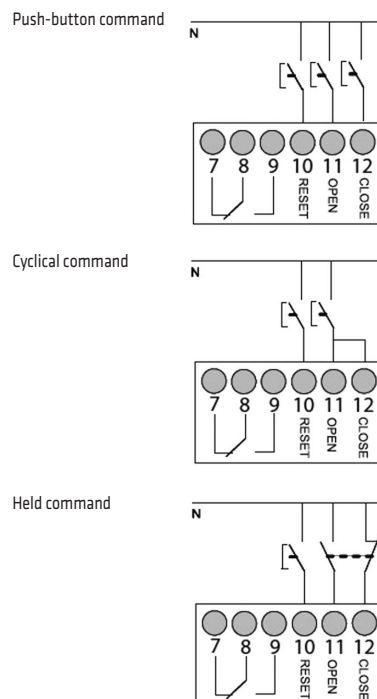 Push-button command
N
7 8 9 10 11 12
RESET OPEN CLOSE
Cyclical command
N
7 8 9 10 11 12
RESET OPEN CLOSE
Held command
N
7 8 9 10 11 12
RESET OPEN CLOSE